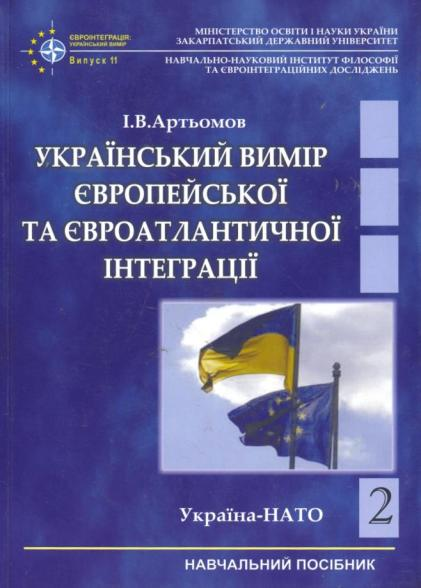 ЄВРОІНТЕГРАЦІЯ:
УКРАЇНСЬКИЙ ВИМІР
Випуск 11
МІНІСТЕРСТВО ОСВІТИ І НАУКИ УКРАЇНИ
ЗАКАРПАТСЬКИЙ ДЕРЖАВНИЙ УНІВЕРСИТЕТ
НАВЧАЛЬНО-НАУКОВИЙ ІНСТИТУТ ФІЛОСОФІЇ
ТА ЄВРОІНТЕГРАЦІЙНИХ ДОСЛІДЖЕНЬ
І.В.Артьомов
УКРАЇНСЬКИЙ ВИМІР
ЄВРОПЕЙСЬКОЇ
ТА ЄВРОАТЛАНТИЧНОЇ
ІНТЕГРАЦІЇ
Україна-НАТО
2
НАВЧАЛЬНИЙ ПОСІБНИК